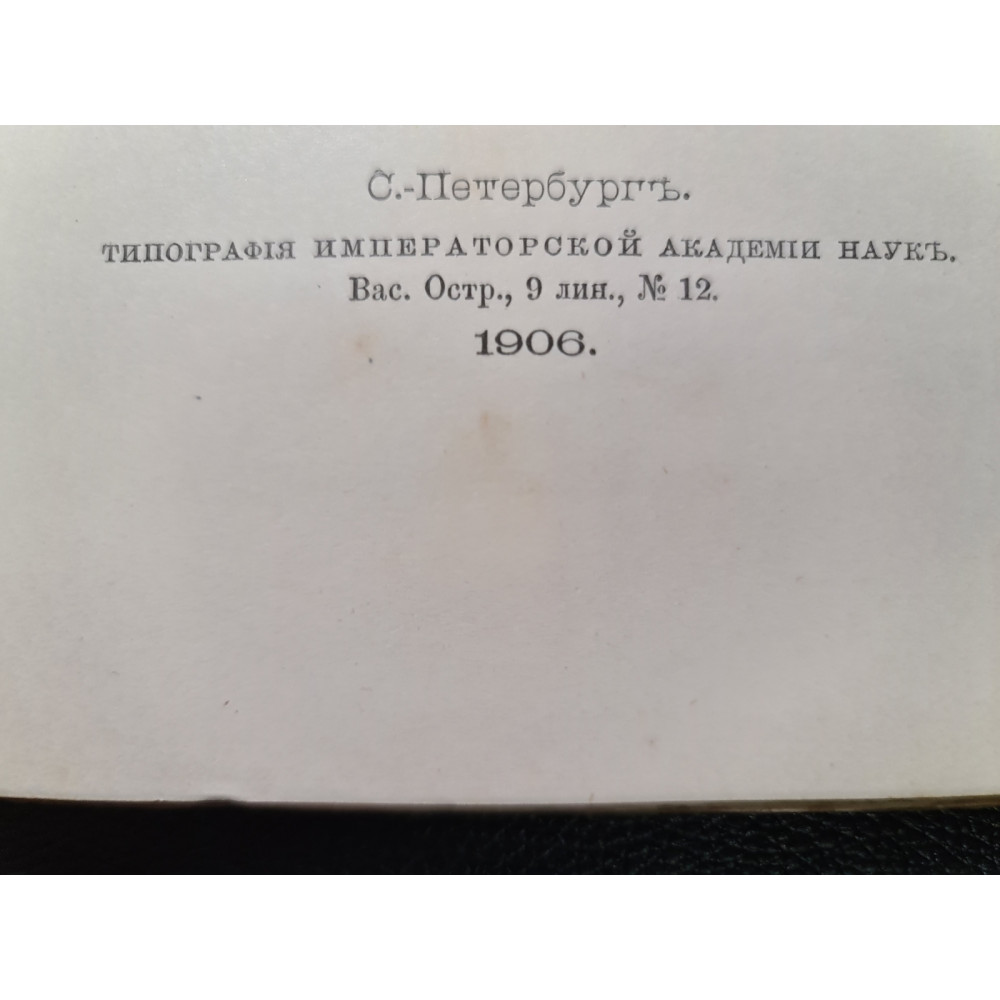 С.-Петербургъ.
ТИПОГРАФІЯ ИМПЕРАТОРСКОЙ АКАДЕМІИ НАУКЪ.
Вас. Остр., 9 лин., № 12.
1906.